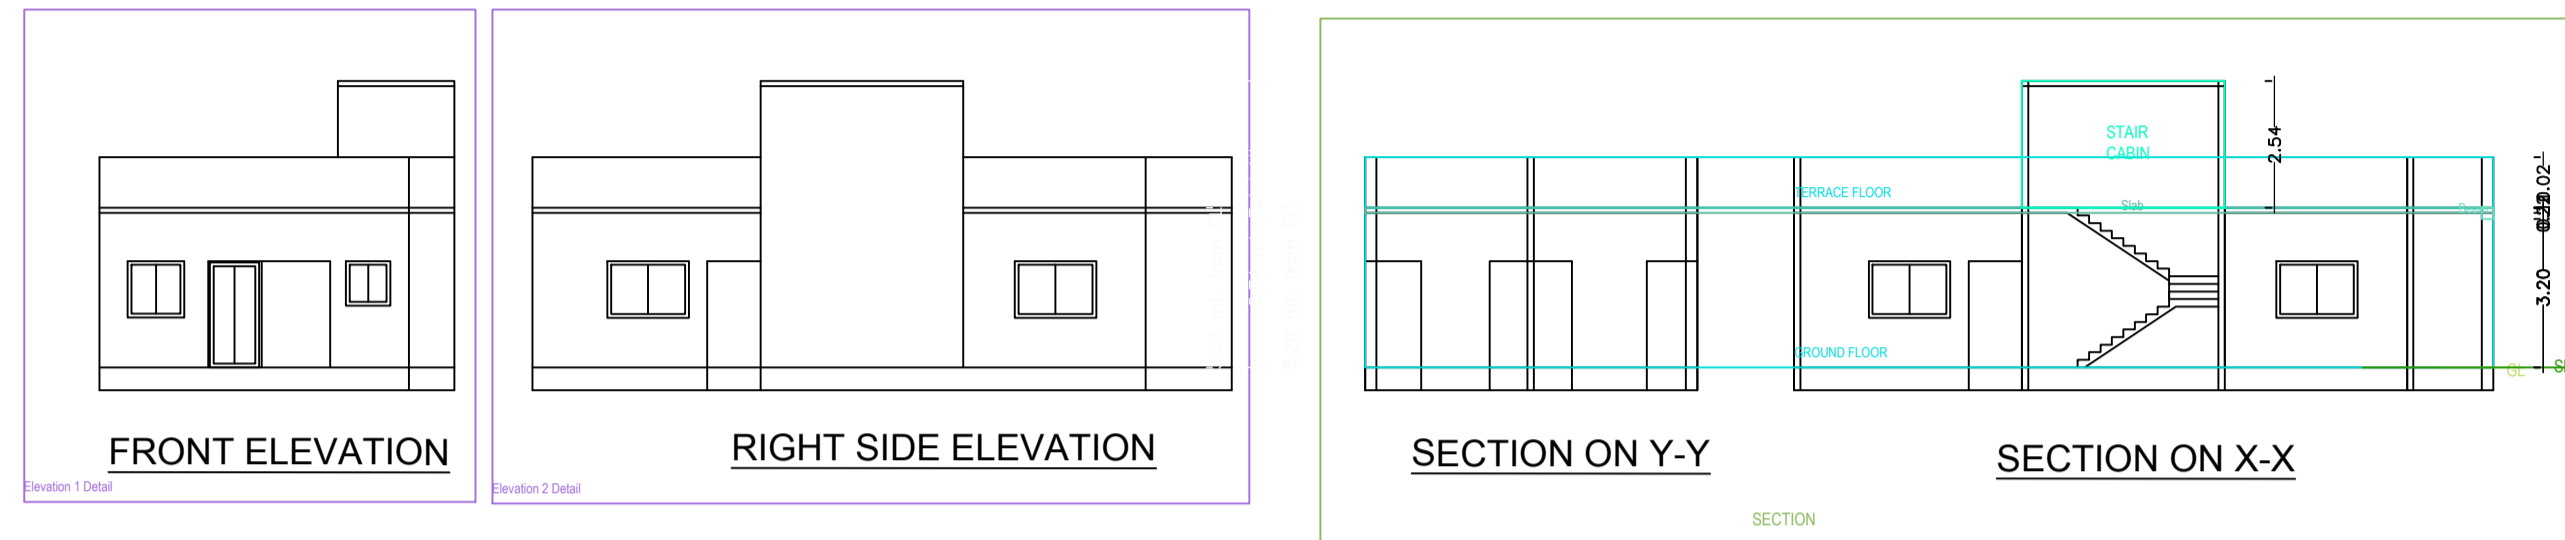 FRONT ELEVATION
Elevation 1 Detail
RIGHT SIDE ELEVATION
Elevation 2 Detail
STAIR
CABIN
2.54
TERRACE FLOOR
Slab
GROUND FLOOR
3.20
GL
SECTION ON Y-Y
SECTION ON X-X
SECTION